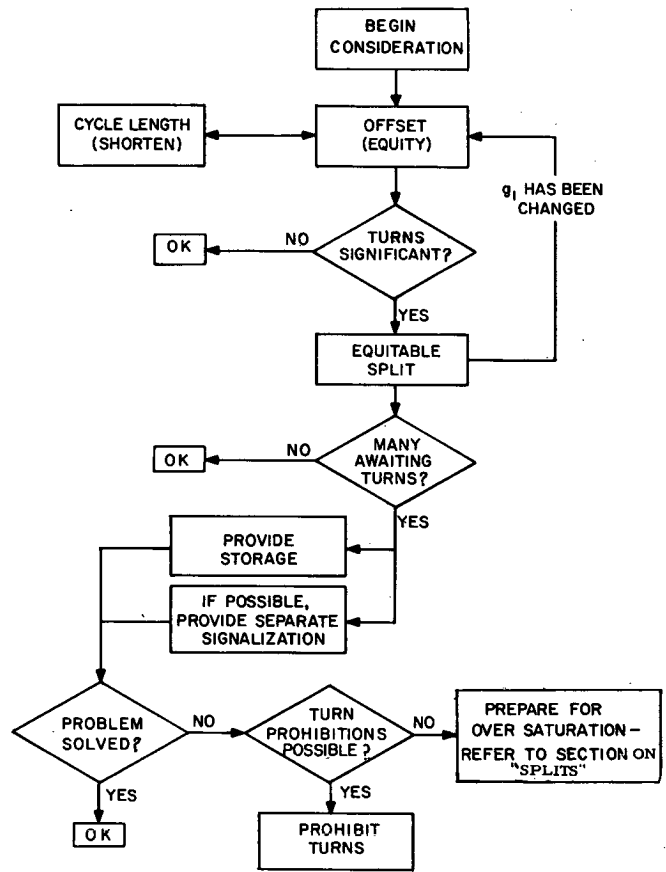 BEGIN
CONSIDERATION
CYCLE LENGTH
(SHORTEN)
OFFSET
(EQUITY)
g₁ HAS BEEN
CHANGED
TURNS
SIGNIFICANT?
NO
OK
YES
EQUITABLE
SPLIT
MANY
AWAITING
TURNS?
NO
OK
YES
PROVIDE
STORAGE
IF POSSIBLE,
PROVIDE SEPARATE
SIGNALIZATION
PROBLEM
SOLVED?
NO
TURN
PROHIBITIONS
POSSIBLE?
NO
PREPARE FOR
OVER SATURATION—
REFER TO SECTION ON
"SPLITS"
YES
OK
YES
PROHIBIT
TURNS